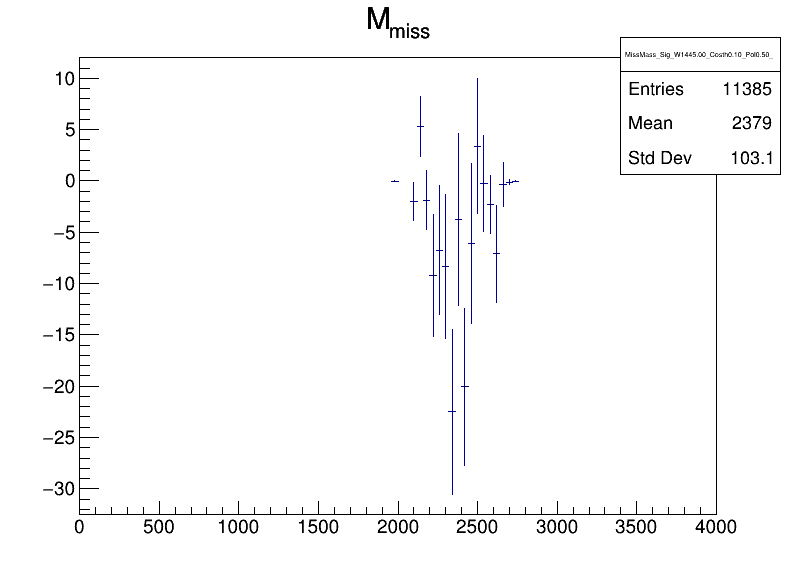 M_miss
MissMass_Sig_W1445.00_Costh0.10_Pol0.50_
Entries 11385
Mean 2379
Std Dev 103.1
10
5
0
−5
−10
−15
−20
−25
−30
0 500 1000 1500 2000 2500 3000 3500 4000